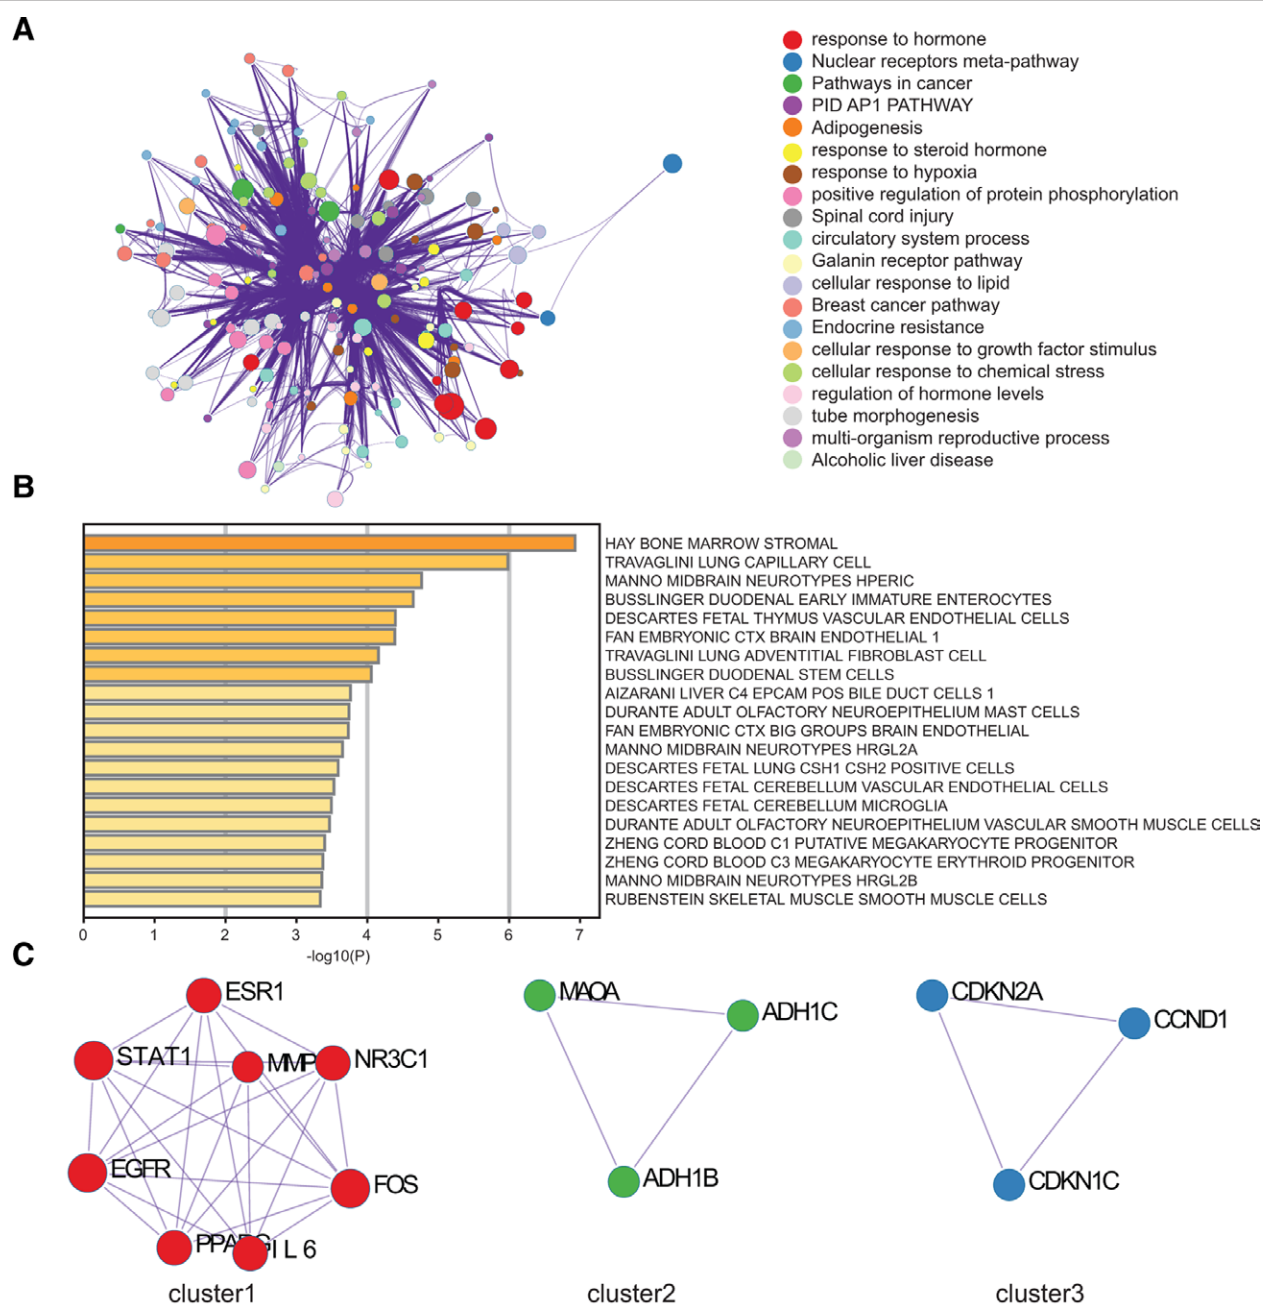 A
response to hormone
Nuclear receptors meta-pathway
Pathways in cancer
PID AP1 PATHWAY
Adipogenesis
response to steroid hormone
response to hypoxia
positive regulation of protein phosphorylation
Spinal cord injury
circulatory system process
Galanin receptor pathway
cellular response to lipid
Breast cancer pathway
Endocrine resistance
cellular response to growth factor stimulus
cellular response to chemical stress
regulation of hormone levels
tube morphogenesis
multi-organism reproductive process
Alcoholic liver disease
B
HAY BONE MARROW STROMAL
TRAVAGLINI LUNG CAPILLARY CELL
MANNO MIDBRAIN NEUROTYPES HPERIC
BUSSLINGER DUODENAL EARLY IMMATURE ENTEROCYTES
DESCARTES FETAL THYMUS VASCULAR ENDOTHELIAL CELLS
FAN EMBRYONIC CTX BRAIN ENDOTHELIAL 1
TRAVAGLINI LUNG ADVENTITIAL FIBROBLAST CELL
BUSSLINGER DUODENAL STEM CELLS
AIZARANI LIVER C4 EPCAM POS BILE DUCT CELLS 1
DURANTE ADULT OLFACTORY NEUROEPITHELIUM MAST CELLS
FAN EMBRYONIC CTX BIG GROUPS BRAIN ENDOTHELIAL
MANNO MIDBRAIN NEUROTYPES HRGL2A
DESCARTES FETAL LUNG CSH1 CSH2 POSITIVE CELLS
DESCARTES FETAL CEREBELLUM VASCULAR ENDOTHELIAL CELLS
DESCARTES FETAL CEREBELLUM MICROGLIA
DURANTE ADULT OLFACTORY NEUROEPITHELIUM VASCULAR SMOOTH MUSCLE CELLS
ZHENG CORD BLOOD C1 PUTATIVE MEGAKARYOCYTE PROGENITOR
ZHENG CORD BLOOD C3 MEGAKARYOCYTE ERYTHROID PROGENITOR
MANNO MIDBRAIN NEUROTYPES HRGL2B
RUBENSTEIN SKELETAL MUSCLE SMOOTH MUSCLE CELLS
0 1 2 3 4 5 6 7
-log10(P)
C
ESR1
STAT1
MMP
NR3C1
EGFR
FOS
PPARG
IL6
cluster1
MAOA
ADH1C
ADH1B
cluster2
CDKN2A
CCND1
CDKN1C
cluster3